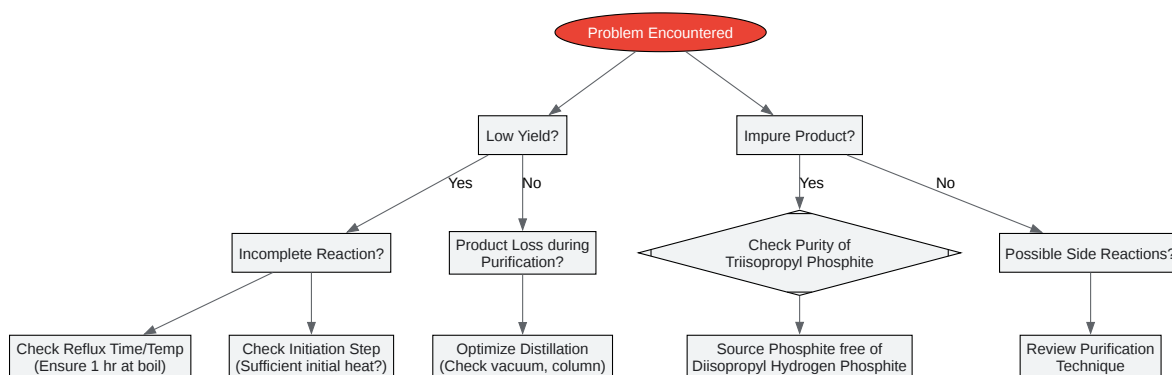 Problem Encountered
Low Yield?
Impure Product?
Yes
No
Yes
No
Incomplete Reaction?
Product Loss during
Purification?
Check Purity of
Triisopropyl Phosphite
Possible Side Reactions?
Check Reflux Time/Temp
(Ensure 1 hr at boil)
Check Initiation Step
(Sufficient initial heat?)
Optimize Distillation
(Check vacuum, column)
Source Phosphite free of
Diisopropyl Hydrogen Phosphite
Review Purification
Technique